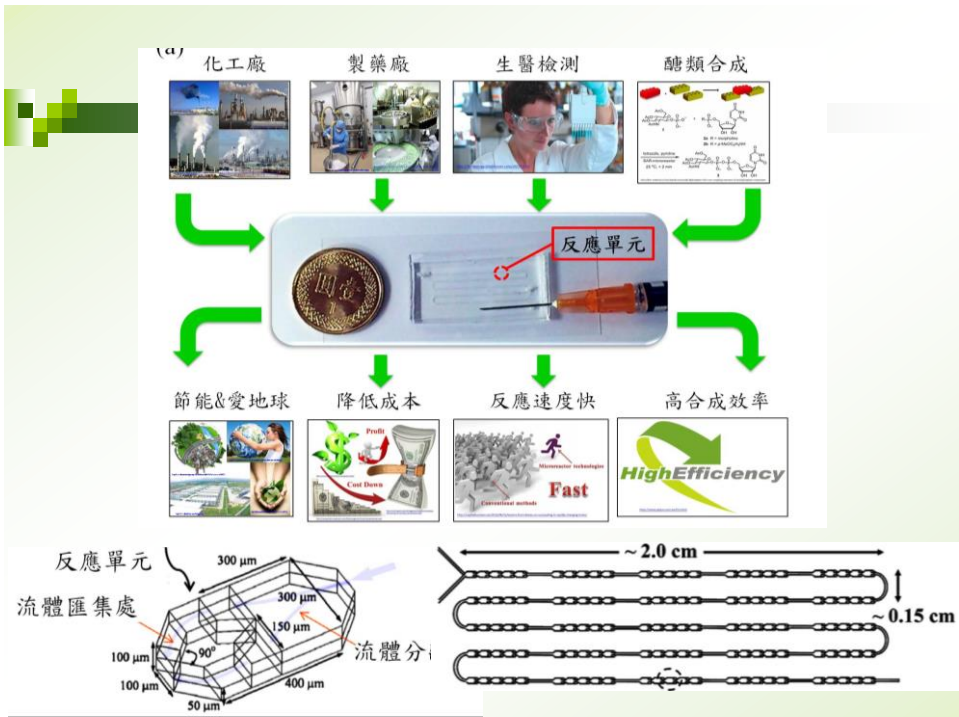 (a)
化工廠
製藥廠
生醫檢測
醣類合成
反應單元
節能&愛地球
降低成本
反應速度快
高合成效率
Profit
Cost Down
Microreactor technologies
Fast
Conventional methods
HighEfficiency
反應單元
流體匯集處
300 μm
300 μm
150 μm
流體分
90°
100 μm
100 μm
50 μm
400 μm
~ 2.0 cm
~ 0.15 cm